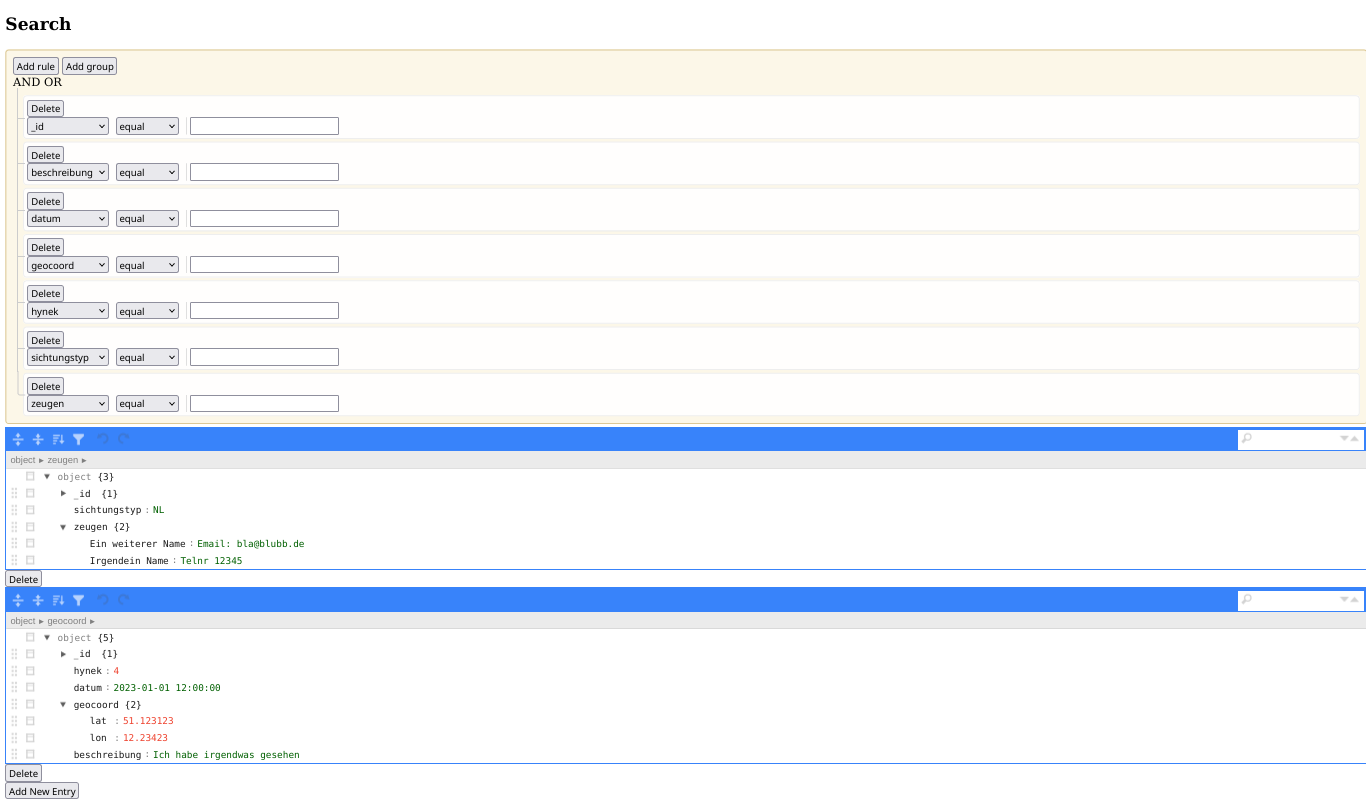 Search
Add rule Add group
AND OR
Delete
_id equal
Delete
beschreibung equal
Delete
datum equal
Delete
geocoord equal
Delete
hynek equal
Delete
sichtungstyp equal
Delete
zeugen equal
object ► zeugen ►
object {3}
_id {1}
sichtungstyp : NL
zeugen {2}
Ein weiterer Name : Email: bla@blubb.de
Irgendein Name : Telnr 12345
Delete
object ► geocoord ►
object {5}
_id {1}
hynek : 4
datum : 2023-01-01 12:00:00
geocoord {2}
lat : 51.123123
lon : 12.23423
beschreibung : Ich habe irgendwas gesehen
Delete
Add New Entry